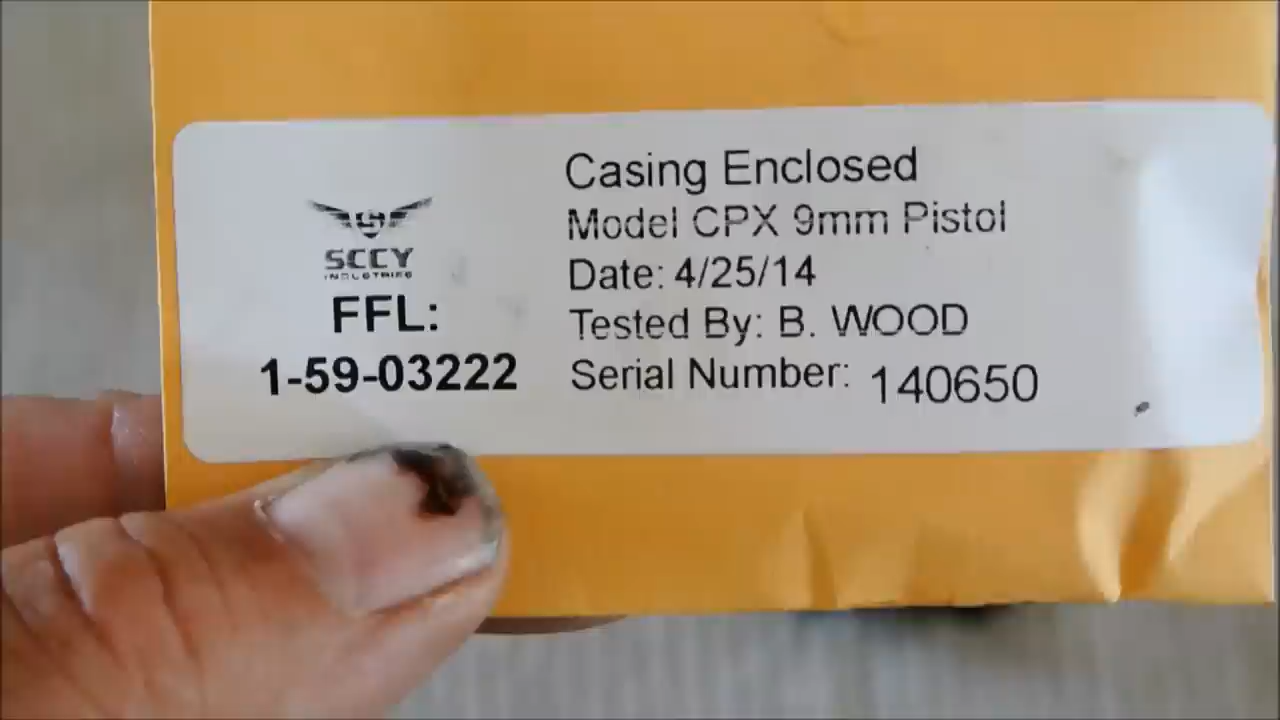 SCCY
INDUSTRIES
FFL:
1-59-03222
Casing Enclosed
Model CPX 9mm Pistol
Date: 4/25/14
Tested By: B. WOOD
Serial Number: 140650